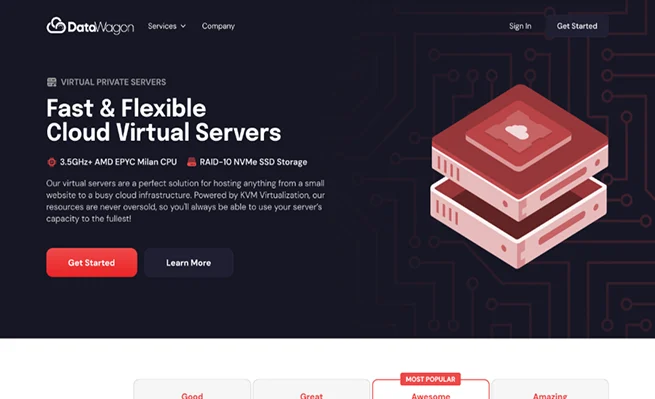 DataWagon Services Company Sign In Get Started
VIRTUAL PRIVATE SERVERS
Fast & Flexible
Cloud Virtual Servers
3.5GHz+ AMD EPYC Milan CPU RAID-10 NVMe SSD Storage
Our virtual servers are a perfect solution for hosting anything from a small
website to a busy cloud infrastructure. Powered by KVM Virtualization, our
resources are never oversold, so you'll always be able to use your server's
capacity to the fullest!
Get Started Learn More
MOST POPULAR
Good Great Awesome Amazing